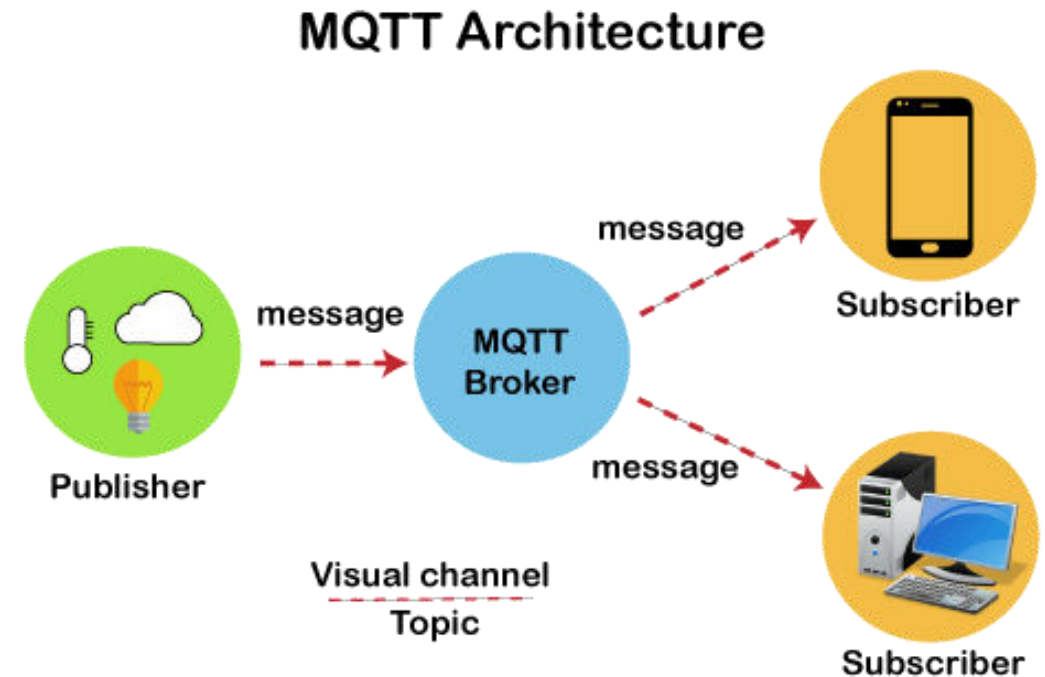 MQTT Architecture
message
Subscriber
message
MQTT
Broker
Publisher
message
Visual channel
Topic
Subscriber